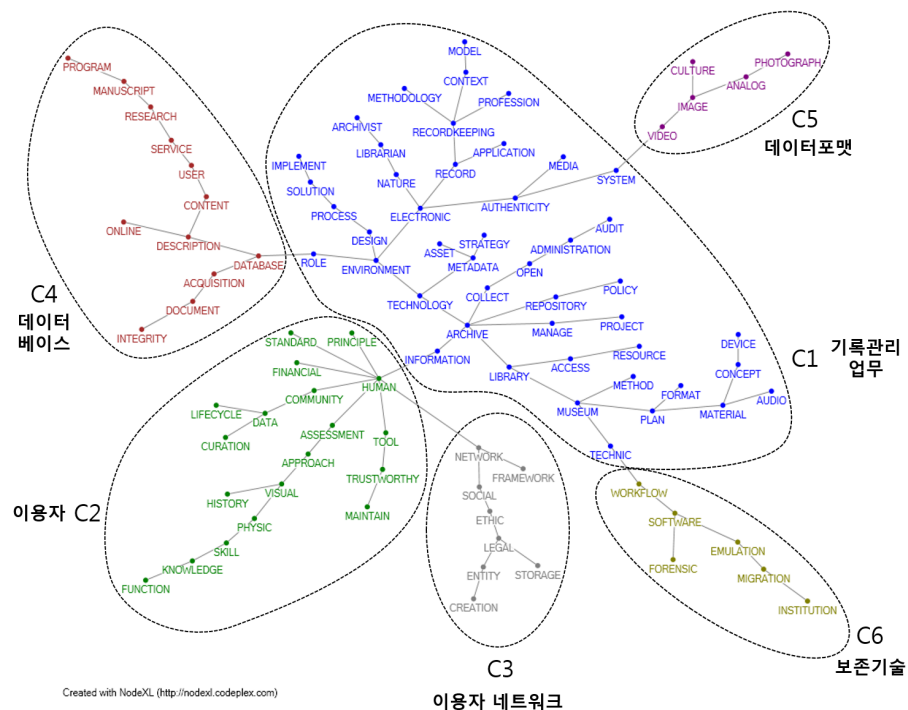 MODEL
PROGRAM
CULTURE
PHOTOGRAPH
CONTEXT
ANALOG
MANUSCRIPT
METHODOLOGY
PROFESSION
IMAGE
C5
RESEARCH
ARCHIVIST
RECORDKEEPING
VIDEO
데이터포맷
SERVICE
LIBRARIAN
APPLICATION
IMPLEMENT
RECORD
MEDIA
USER
NATURE
SYSTEM
SOLUTION
CONTENT
PROCESS
ELECTRONIC
AUTHENTICITY
ONLINE
AUDIT
DESCRIPTION
DESIGN
STRATEGY
ADMINISTRATION
ASSET
DATABASE
ROLE
ENVIRONMENT
METADATA
OPEN
ACQUISITION
C4
데이터
베이스
DOCUMENT
TECHNOLOGY
COLLECT
REPOSITORY
POLICY
INTEGRITY
STANDARD
PRINCIPLE
ARCHIVE
MANAGE
PROJECT
INFORMATION
C1
기록관리
업무
FINANCIAL
HUMAN
LIBRARY
ACCESS
RESOURCE
DEVICE
CONCEPT
COMMUNITY
METHOD
FORMAT
LIFECYCLE
DATA
MUSEUM
PLAN
MATERIAL
AUDIO
CURATION
ASSESSMENT
TOOL
APPROACH
NETWORK
TECHNIC
TRUSTWORTHY
FRAMEWORK
HISTORY
VISUAL
SOCIAL
WORKFLOW
이용자 C2
MAINTAIN
PHYSIC
ETHIC
SOFTWARE
SKILL
LEGAL
EMULATION
KNOWLEDGE
ENTITY
STORAGE
FORENSIC
MIGRATION
FUNCTION
CREATION
INSTITUTION
C6
보존기술
C3
이용자 네트워크
Created with NodeXL (http://nodexl.codeplex.com)